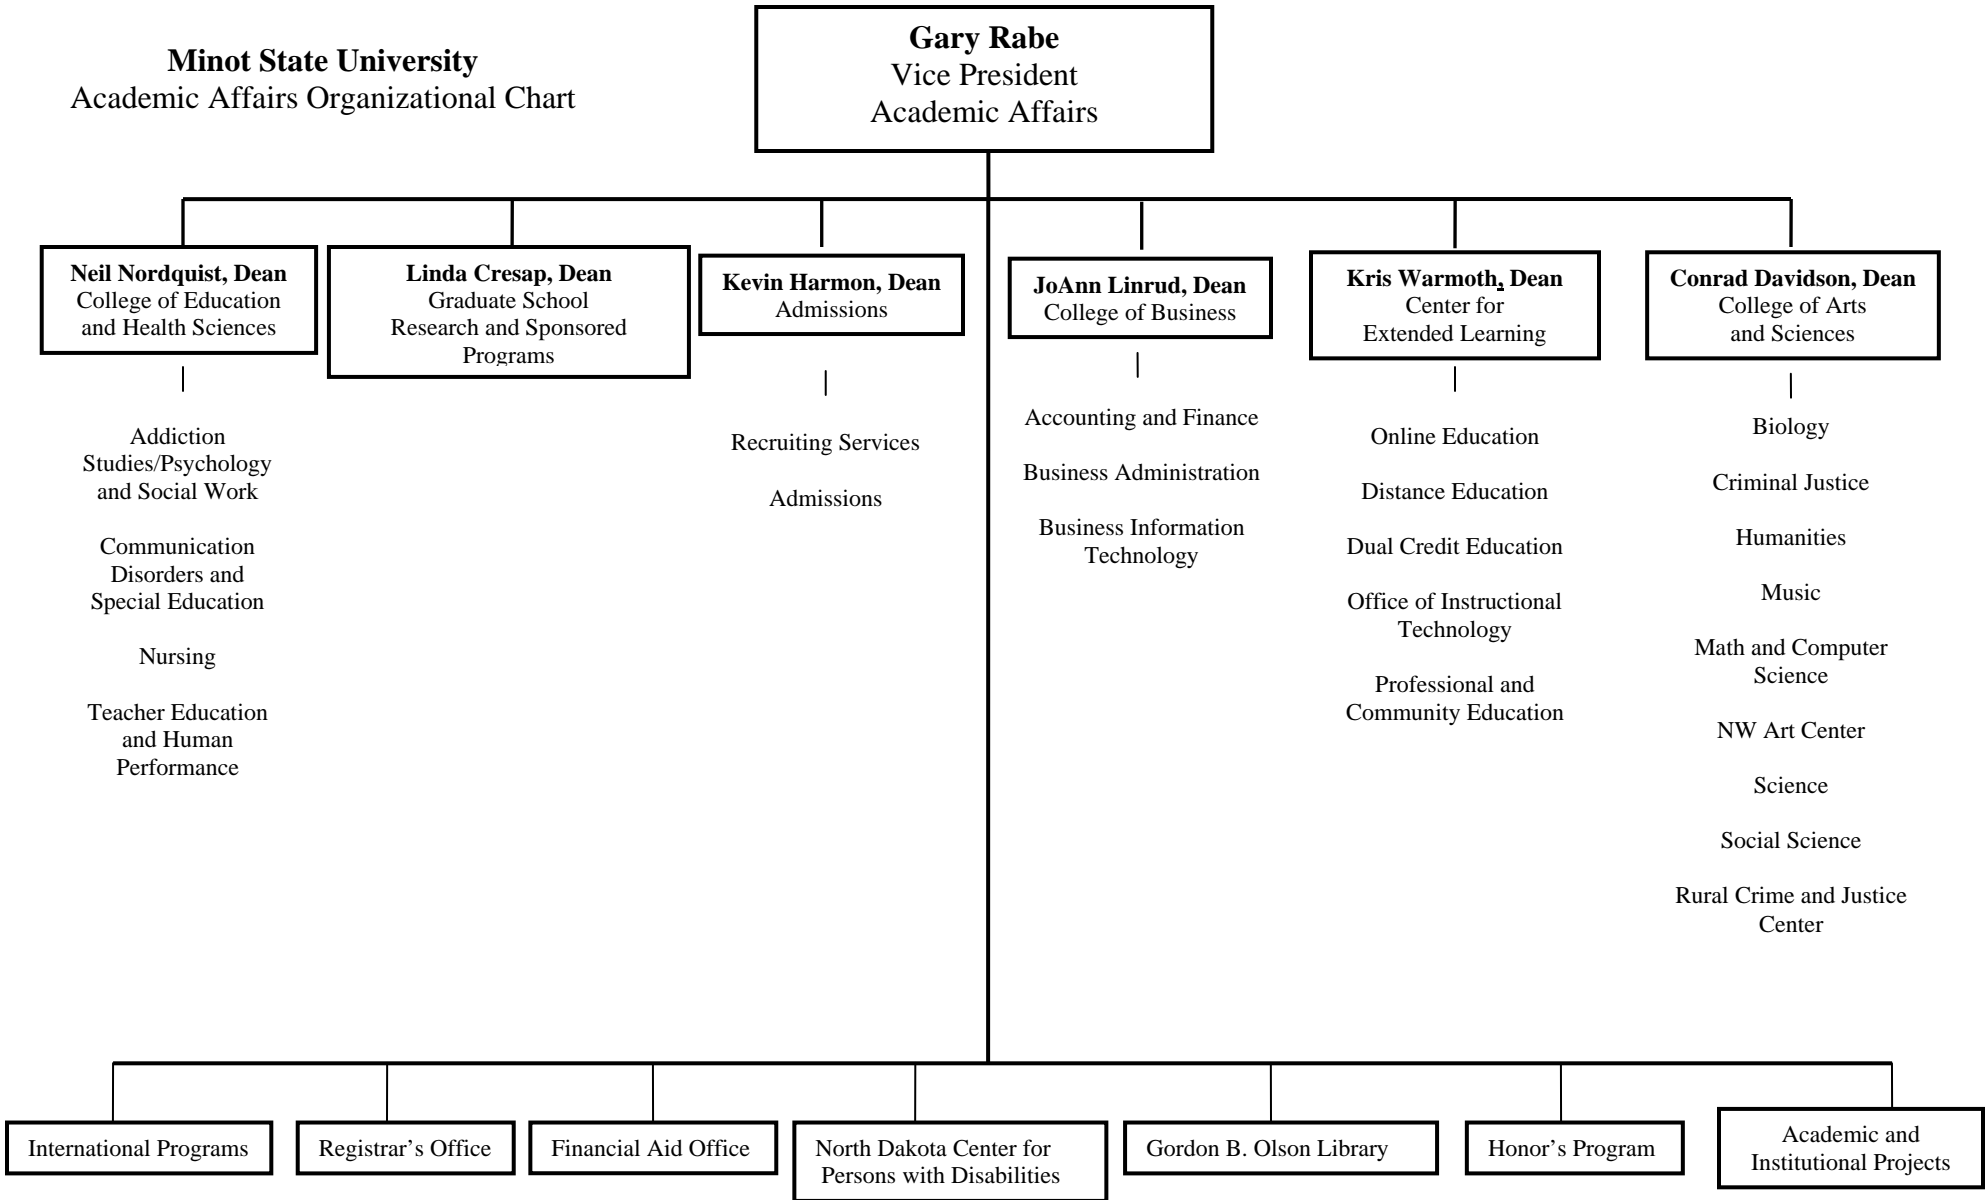 Minot State University
Academic Affairs Organizational Chart
Gary Rabe
Vice President
Academic Affairs
Neil Nordquist, Dean
College of Education
and Health Sciences
Addiction
Studies/Psychology
and Social Work
Communication
Disorders and
Special Education
Nursing
Teacher Education
and Human
Performance
Linda Cresap, Dean
Graduate School
Research and Sponsored
Programs
Kevin Harmon, Dean
Admissions
Recruiting Services
Admissions
JoAnn Linrud, Dean
College of Business
Accounting and Finance
Business Administration
Business Information
Technology
Kris Warmoth, Dean
Center for
Extended Learning
Online Education
Distance Education
Dual Credit Education
Office of Instructional
Technology
Professional and
Community Education
Conrad Davidson, Dean
College of Arts
and Sciences
Biology
Criminal Justice
Humanities
Music
Math and Computer
Science
NW Art Center
Science
Social Science
Rural Crime and Justice
Center
International Programs
Registrar's Office
Financial Aid Office
North Dakota Center for
Persons with Disabilities
Gordon B. Olson Library
Honor's Program
Academic and
Institutional Projects